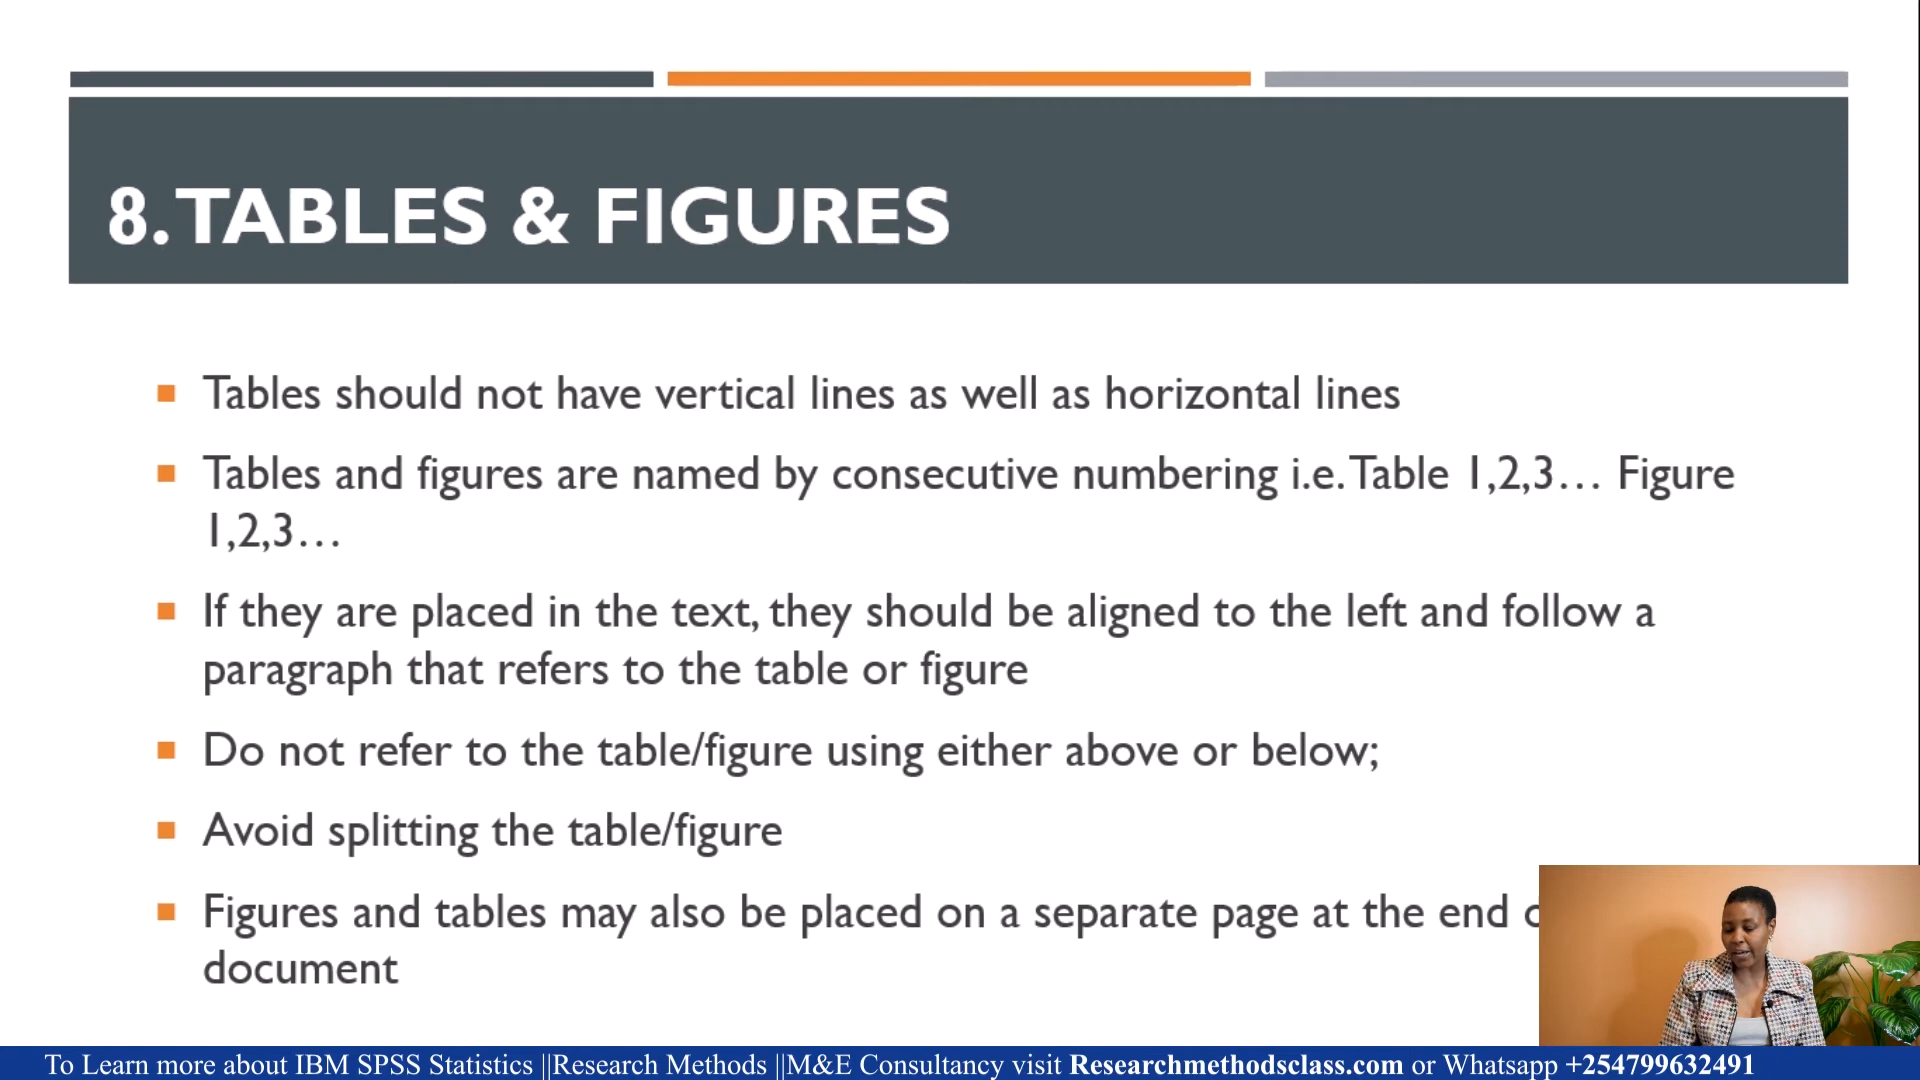 8. TABLES & FIGURES
Tables should not have vertical lines as well as horizontal lines
Tables and figures are named by consecutive numbering i.e. Table 1,2,3… Figure
1,2,3…
If they are placed in the text, they should be aligned to the left and follow a
paragraph that refers to the table or figure
Do not refer to the table/figure using either above or below;
Avoid splitting the table/figure
Figures and tables may also be placed on a separate page at the end
document
To Learn more about IBM SPSS Statistics ||Research Methods ||M&E Consultancy visit Researchmethodsclass.com or Whatsapp +254799632491